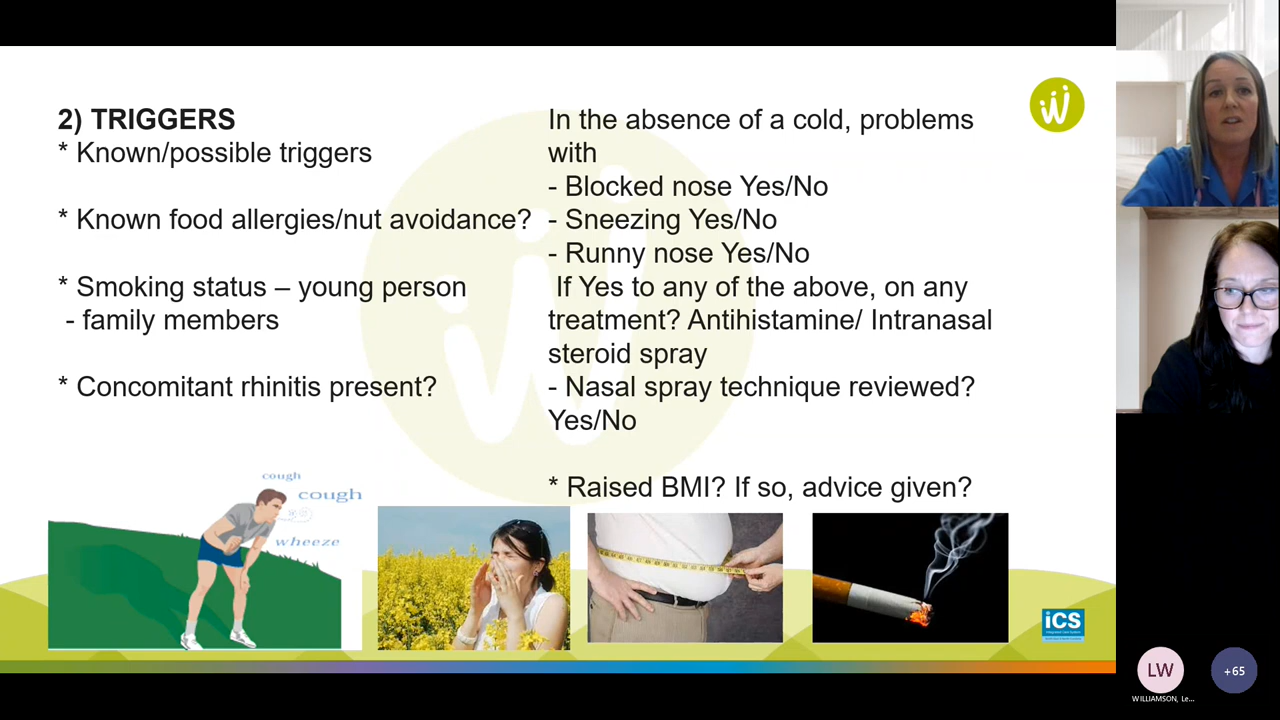 2) TRIGGERS
* Known/possible triggers
* Known food allergies/nut avoidance?
* Smoking status – young person
- family members
* Concomitant rhinitis present?
In the absence of a cold, problems
with
- Blocked nose Yes/No
- Sneezing Yes/No
- Runny nose Yes/No
If Yes to any of the above, on any
treatment? Antihistamine/ Intranasal
steroid spray
- Nasal spray technique reviewed?
Yes/No
* Raised BMI? If so, advice given?
cough
cough
wheeze
ics
LW
+65
WILLIAMSON, Le...